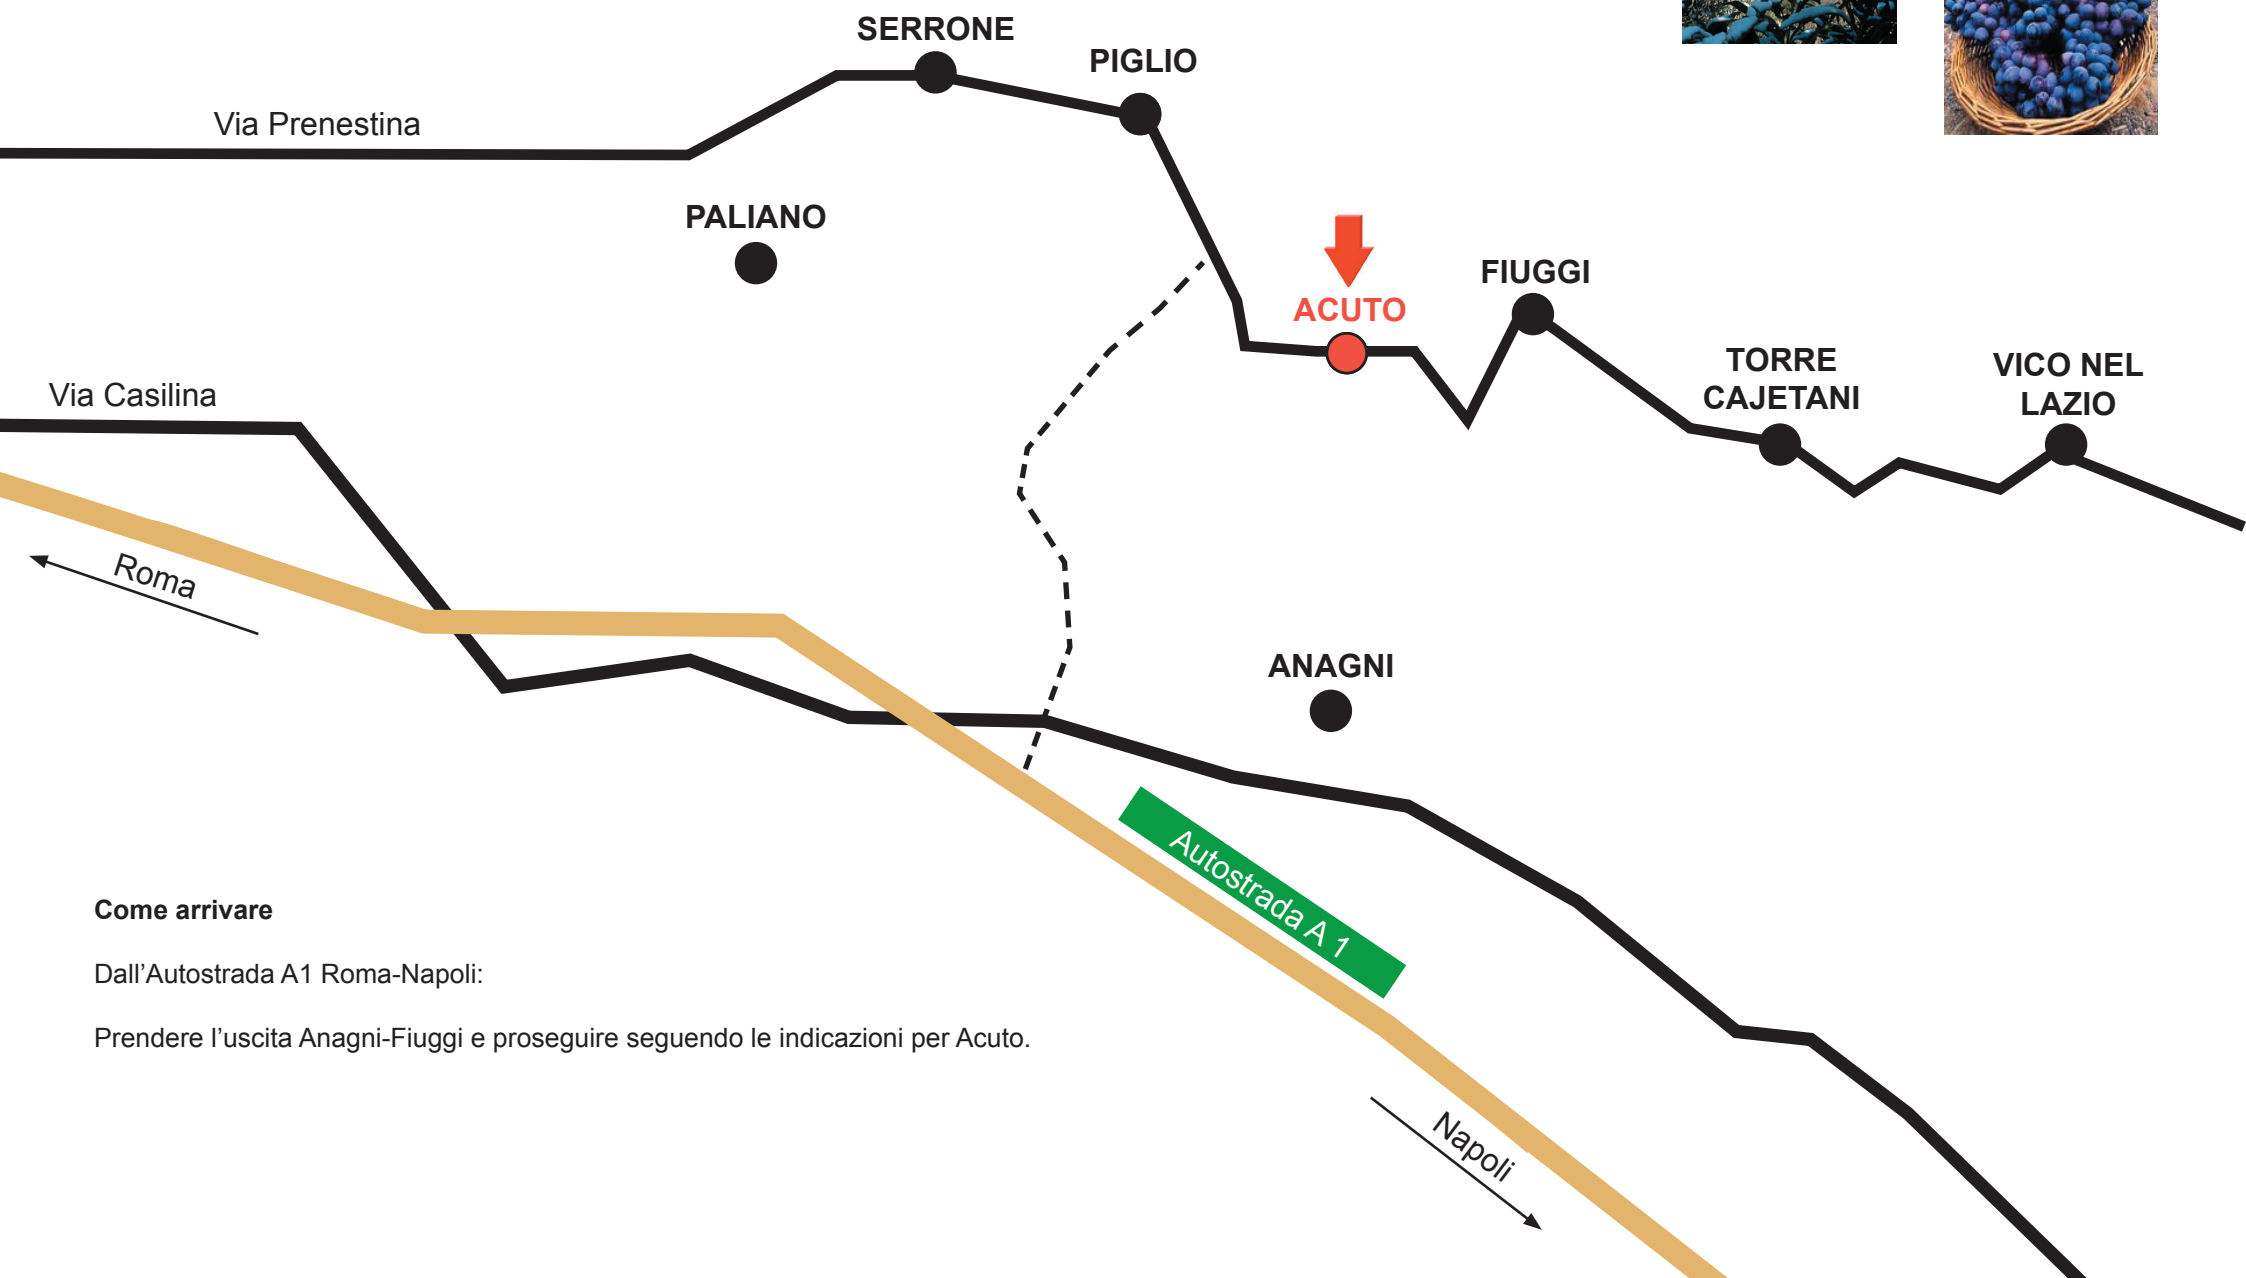 SERRONE
PIGLIO
Via Prenestina
PALIANO
FIUGGI
ACUTO
TORRE
CAJETANI
VICO NEL
LAZIO
Via Casilina
Roma
ANAGNI
Autostrada A 1
Come arrivare
Dall’Autostrada A1 Roma-Napoli:
Prendere l’uscita Anagni-Fiuggi e proseguire seguendo le indicazioni per Acuto.
Napoli